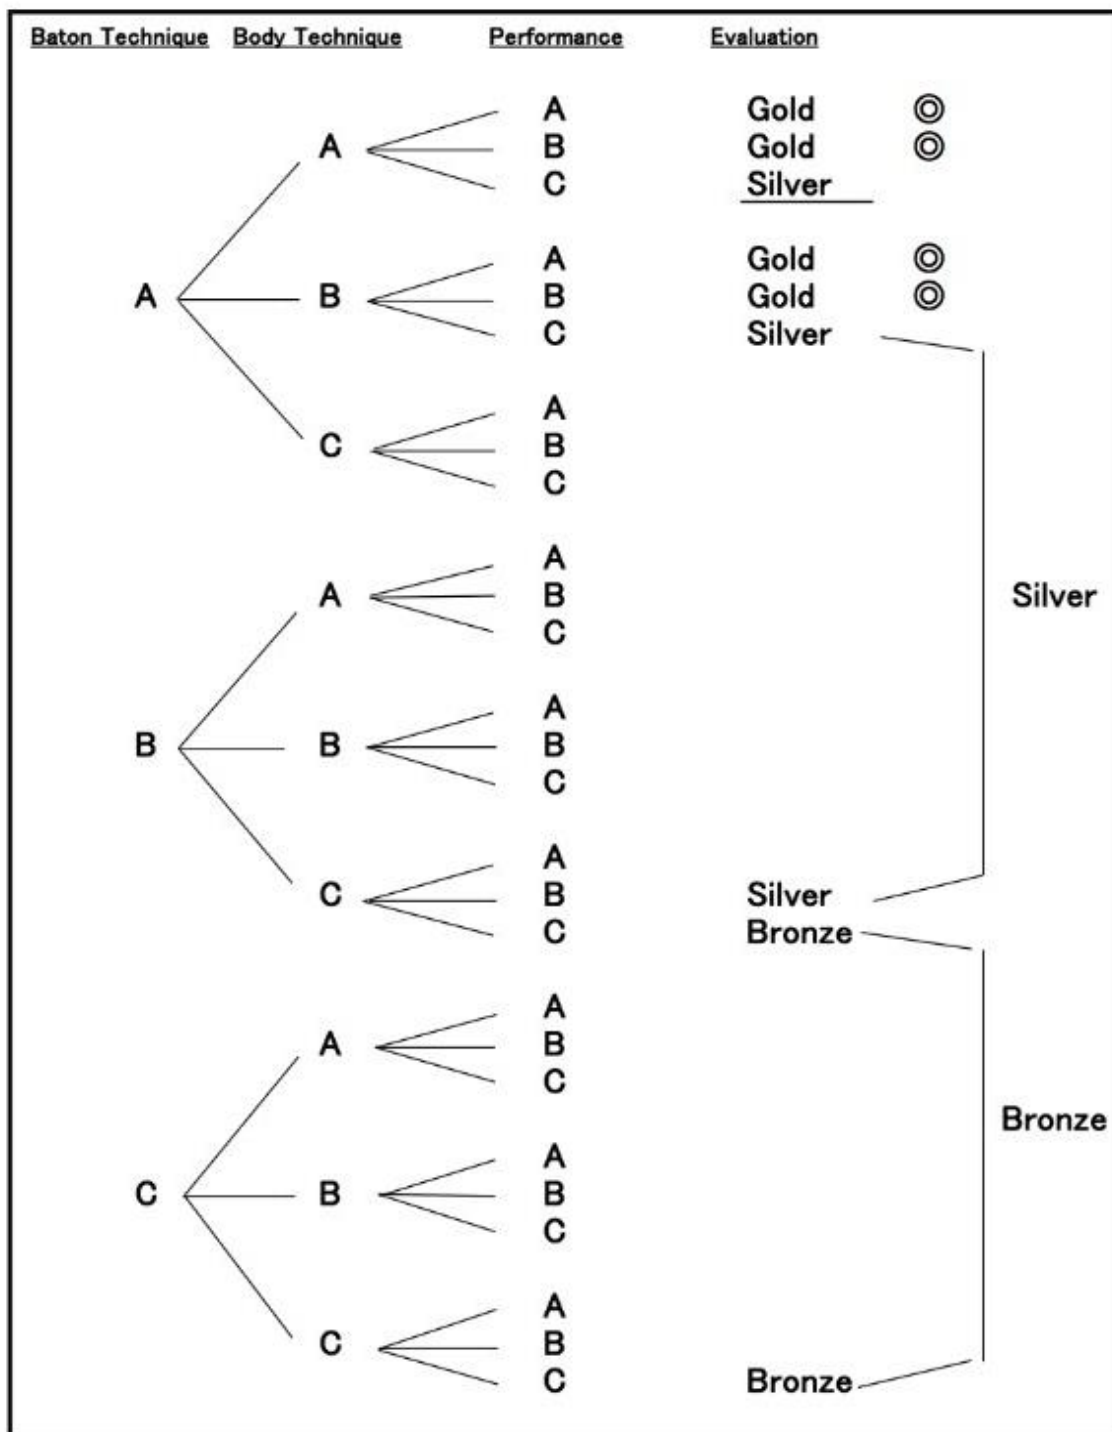 Baton Technique Body Technique Performance Evaluation
A Gold ◎
A B Gold ◎
C Silver
A Gold ◎
A B B Gold ◎
C Silver
A
C B
C
A
A B Silver
C
A
B B B
C
A
C B Silver
C Bronze
A
A B
C
Bronze
A
C B B
C
A
C B
C Bronze